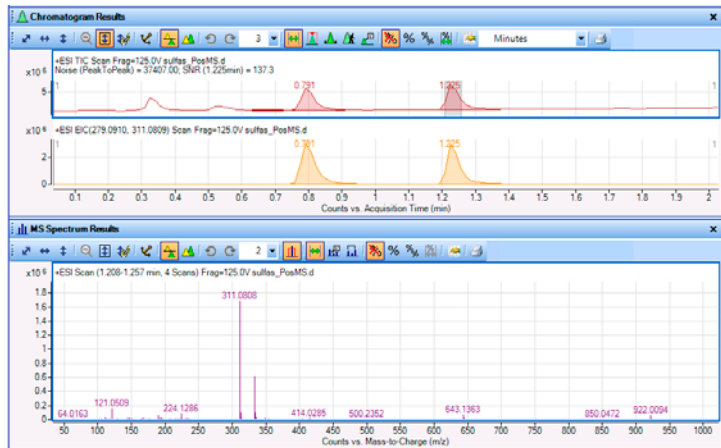 Chromatogram Results
3 Minutes
+ESI TIC Scan Frag=125.0V sulfas_PosMS.d
Noise (PeakToPeak) = 37407.00; SNR (1.225min) = 137.3
x10 6
1 0.791 1.225 1
5
0
+ESI EIC(279.0910, 311.0809) Scan Frag=125.0V sulfas_PosMS.d
x10 6
1 0.791 1.225 1
2
0
0.1 0.2 0.3 0.4 0.5 0.6 0.7 0.8 0.9 1 1.1 1.2 1.3 1.4 1.5 1.6 1.7 1.8 1.9 2
Counts vs. Acquisition Time (min)
MS Spectrum Results
2
+ESI Scan (1.208-1.257 min, 4 Scans) Frag=125.0V sulfas_PosMS.d
x10 6
311.0808
1.8
1.6
1.4
1.2
1
0.8
0.6
0.4
0.2
0
64.0163 121.0509 224.1286 414.0285 500.2352 643.1363 850.0472 922.0094
50 100 150 200 250 300 350 400 450 500 550 600 650 700 750 800 850 900 950 1000
Counts vs. Mass-to-Charge (m/z)